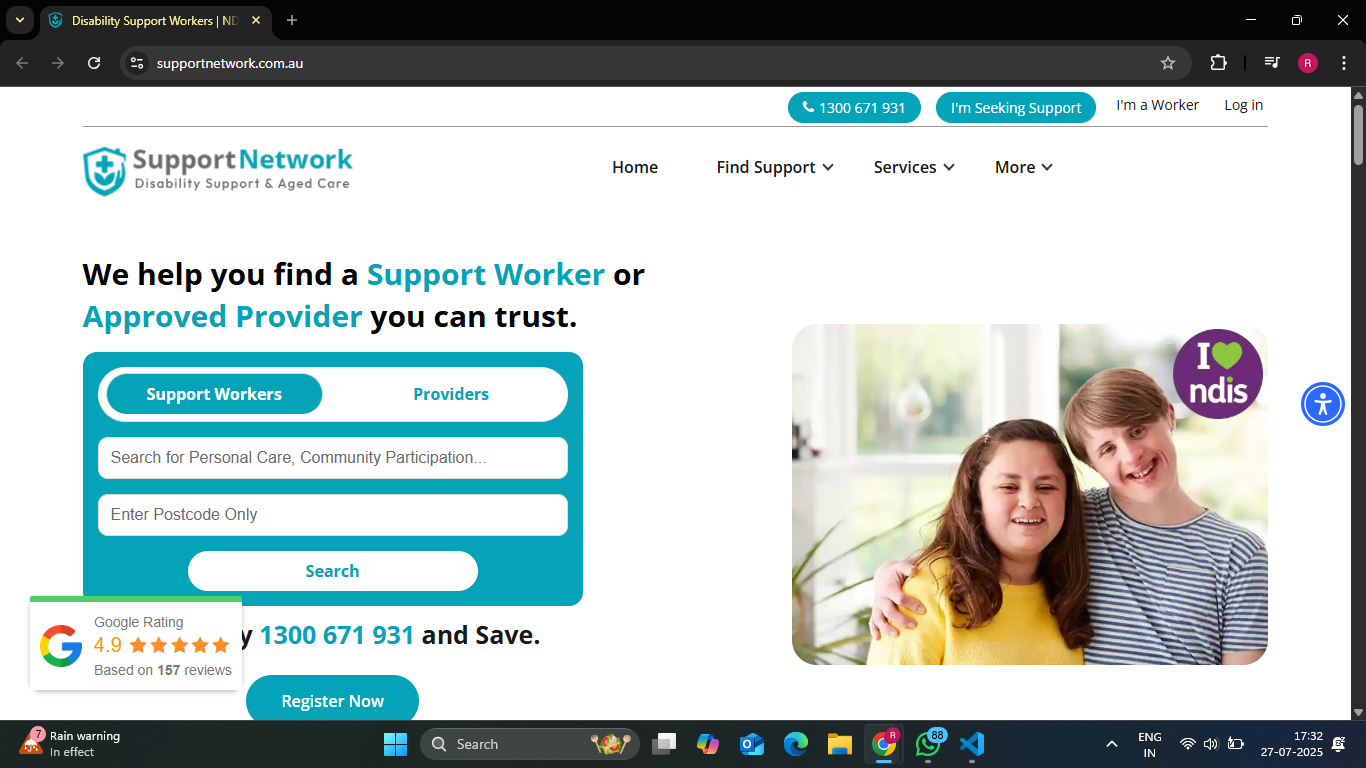 Disability Support Workers | ND
supportnetwork.com.au
R
1300 671 931
I'm Seeking Support
I'm a Worker
Log in
SupportNetwork
Disability Support & Aged Care
Home
Find Support
Services
More
We help you find a Support Worker or
Approved Provider you can trust.
I
ndis
Support Workers
Providers
Search for Personal Care, Community Participation...
Enter Postcode Only
Search
y 1300 671 931 and Save.
Google Rating
4.9
Based on 157 reviews
Register Now
7
Rain warning
In effect
Search
R
88
ENG
IN
17:32
27-07-2025